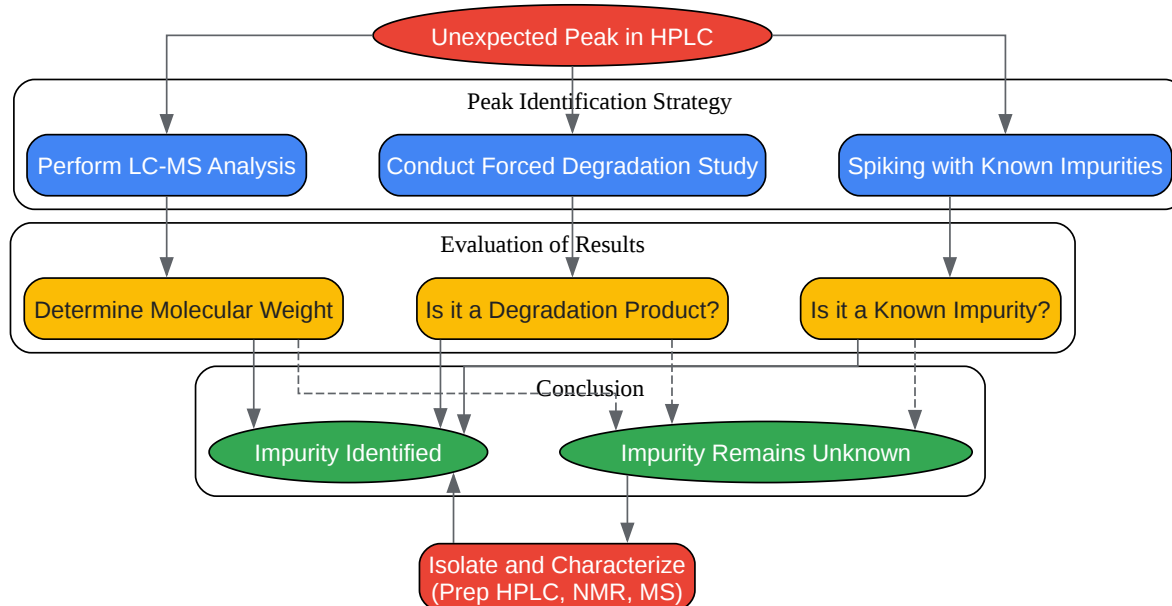 Unexpected Peak in HPLC
Peak Identification Strategy
Perform LC-MS Analysis
Conduct Forced Degradation Study
Spiking with Known Impurities
Evaluation of Results
Determine Molecular Weight
Is it a Degradation Product?
Is it a Known Impurity?
Conclusion
Impurity Identified
Impurity Remains Unknown
Isolate and Characterize
(Prep HPLC, NMR, MS)